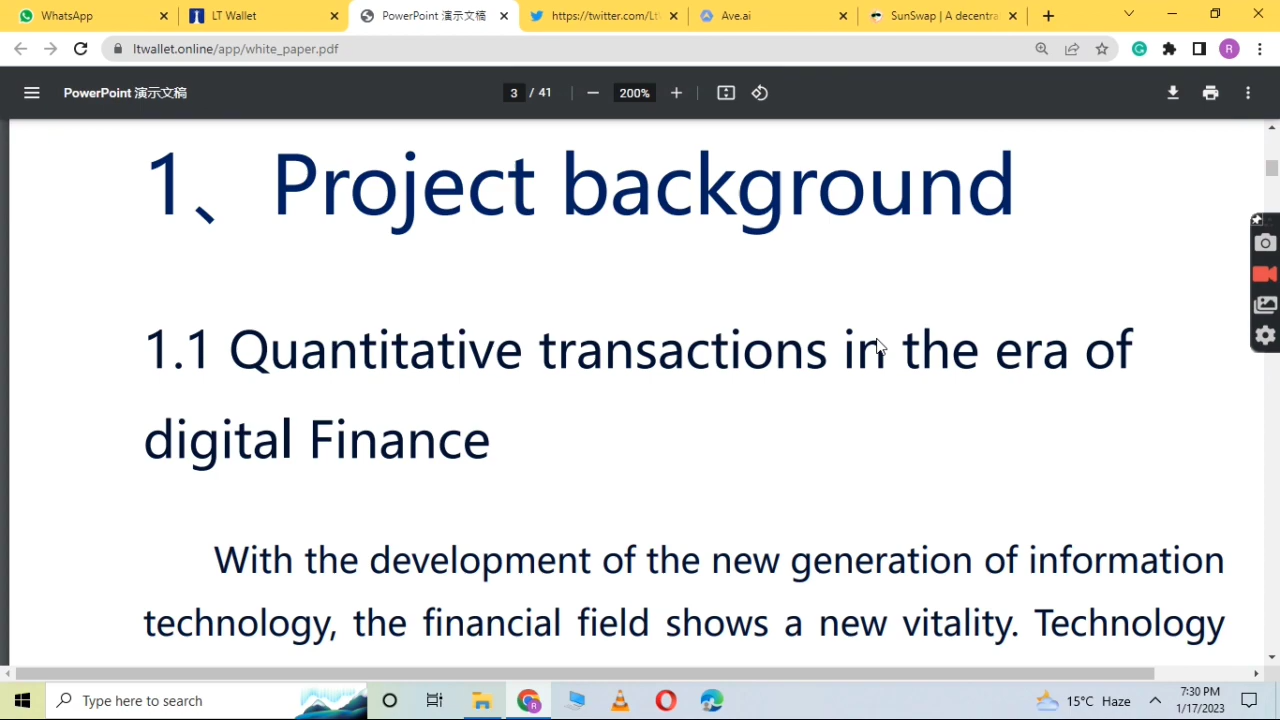 WhatsApp
LT Wallet
PowerPoint 演示文稿
https://twitter.com/Lt
Ave.ai
SunSwap | A decentra
ltwallet.online/app/white_paper.pdf
R
PowerPoint 演示文稿
3 / 41
200%
1、 Project background
1.1 Quantitative transactions in the era of
digital Finance
With the development of the new generation of information
technology, the financial field shows a new vitality. Technology
Type here to search
15°C Haze
7:30 PM
1/17/2023